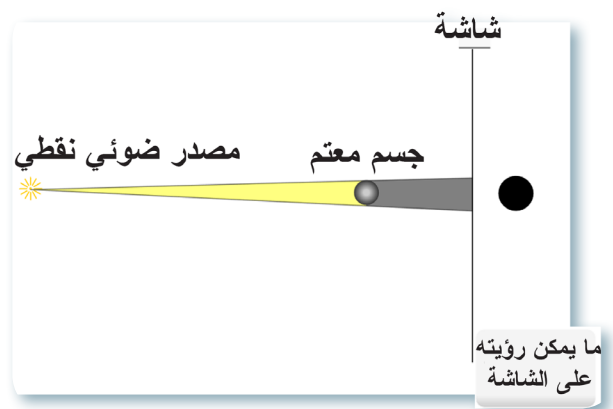 شاشة
جسم معتم
مصدر ضوئي نقطي
ما يمكن رؤيته
على الشاشة